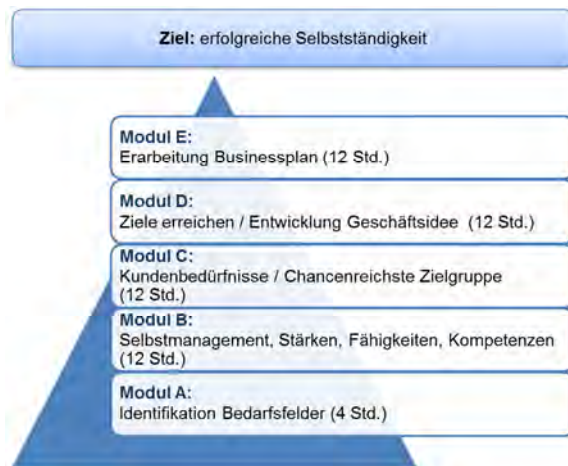 Ziel: erfolgreiche Selbstständigkeit
Modul E:
Erarbeitung Businessplan (12 Std.)
Modul D:
Ziele erreichen / Entwicklung Geschäftsidee (12 Std.)
Modul C:
Kundenbedürfnisse / Chancenreichste Zielgruppe
(12 Std.)
Modul B:
Selbstmanagement, Stärken, Fähigkeiten, Kompetenzen
(12 Std.)
Modul A:
Identifikation Bedarfsfelder (4 Std.)